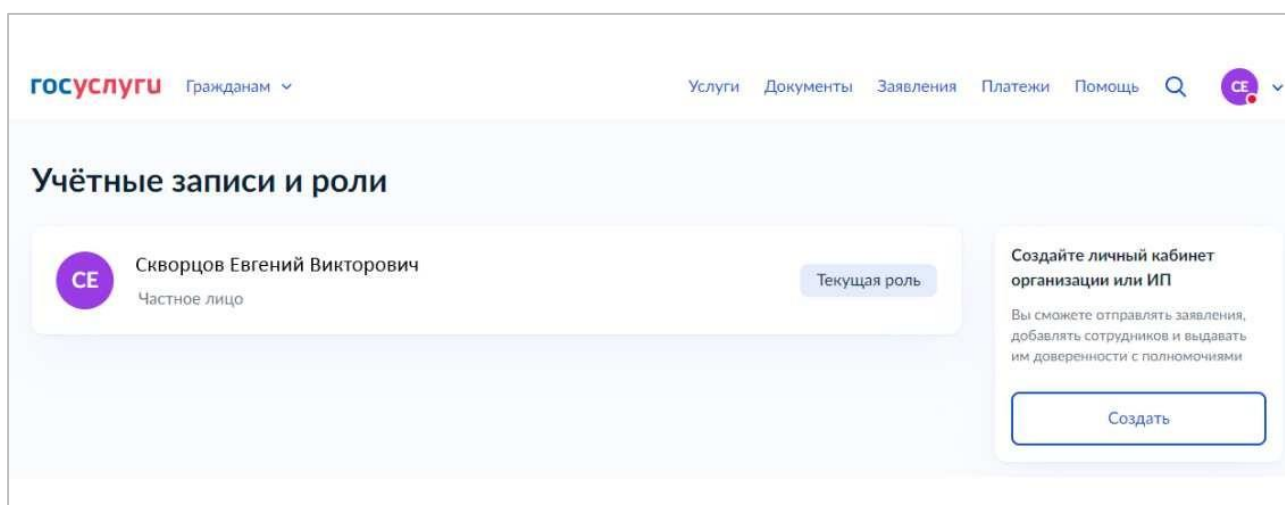 госуслуги Гражданам Услуги Документы Заявления Платежи Помощь СЕ
Учётные записи и роли
СЕ
Скворцов Евгений Викторович
Частное лицо
Текущая роль
Создайте личный кабинет
организации или ИП
Вы сможете отправлять заявления,
добавлять сотрудников и выдавать
им доверенности с полномочиями
Создать